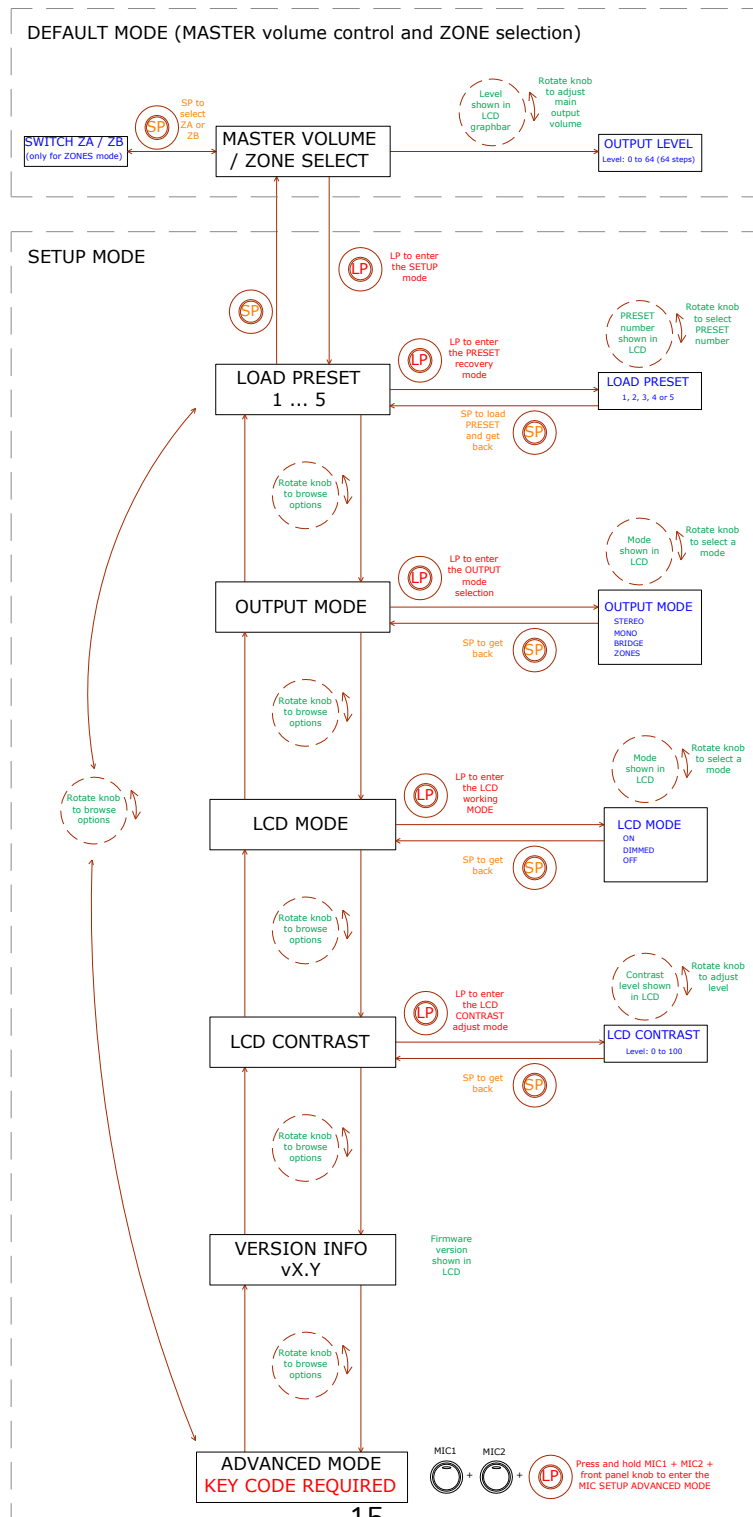 DEFAULT MODE (MASTER volume control and ZONE selection)
SP to
select
ZA or
ZB
SP
Level
shown in
LCD
graphbar
Rotate knob
to adjust
main
output
volume
SWITCH ZA / ZB
(only for ZONES mode)
MASTER VOLUME
/ ZONE SELECT
OUTPUT LEVEL
Level: 0 to 64 (64 steps)
SETUP MODE
LP
LP to enter
the SETUP
mode
SP
LOAD PRESET
1 ... 5
LP
LP to enter
the PRESET
recovery
mode
PRESET
number
shown in
LCD
Rotate knob
to select
PRESET
number
LOAD PRESET
1, 2, 3, 4 or 5
SP to load
PRESET
and get
back
SP
Rotate knob
to browse
options
OUTPUT MODE
LP
LP to enter
the OUTPUT
mode
selection
Mode
shown in
LCD
Rotate knob
to select a
mode
OUTPUT MODE
STEREO
MONO
BRIDGE
ZONES
SP to get
back
SP
Rotate knob
to browse
options
Rotate knob
to browse
options
LCD MODE
LP
LP to enter
the LCD
working
MODE
Mode
shown in
LCD
Rotate knob
to select a
mode
LCD MODE
ON
DIMMED
OFF
SP to get
back
SP
Rotate knob
to browse
options
LCD CONTRAST
LP
LP to enter
the LCD
CONTRAST
adjust mode
Contrast
level shown
in LCD
Rotate knob
to adjust
level
LCD CONTRAST
Level: 0 to 100
SP to get
back
SP
Rotate knob
to browse
options
VERSION INFO
vX.Y
Firmware
version
shown in
LCD
Rotate knob
to browse
options
ADVANCED MODE
KEY CODE REQUIRED
MIC1
+
MIC2
+
LP
Press and hold MIC1 + MIC2 +
front panel knob to enter the
MIC SETUP ADVANCED MODE
15